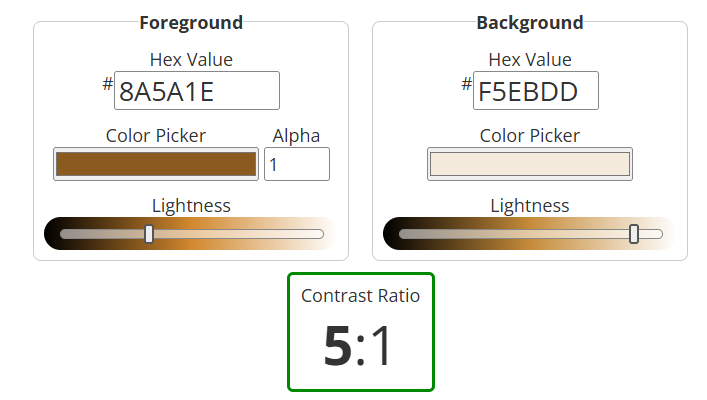 Foreground
Hex Value
#8A5A1E
Color Picker Alpha
1
Lightness
Background
Hex Value
#F5EBDD
Color Picker
Lightness
Contrast Ratio
5:1